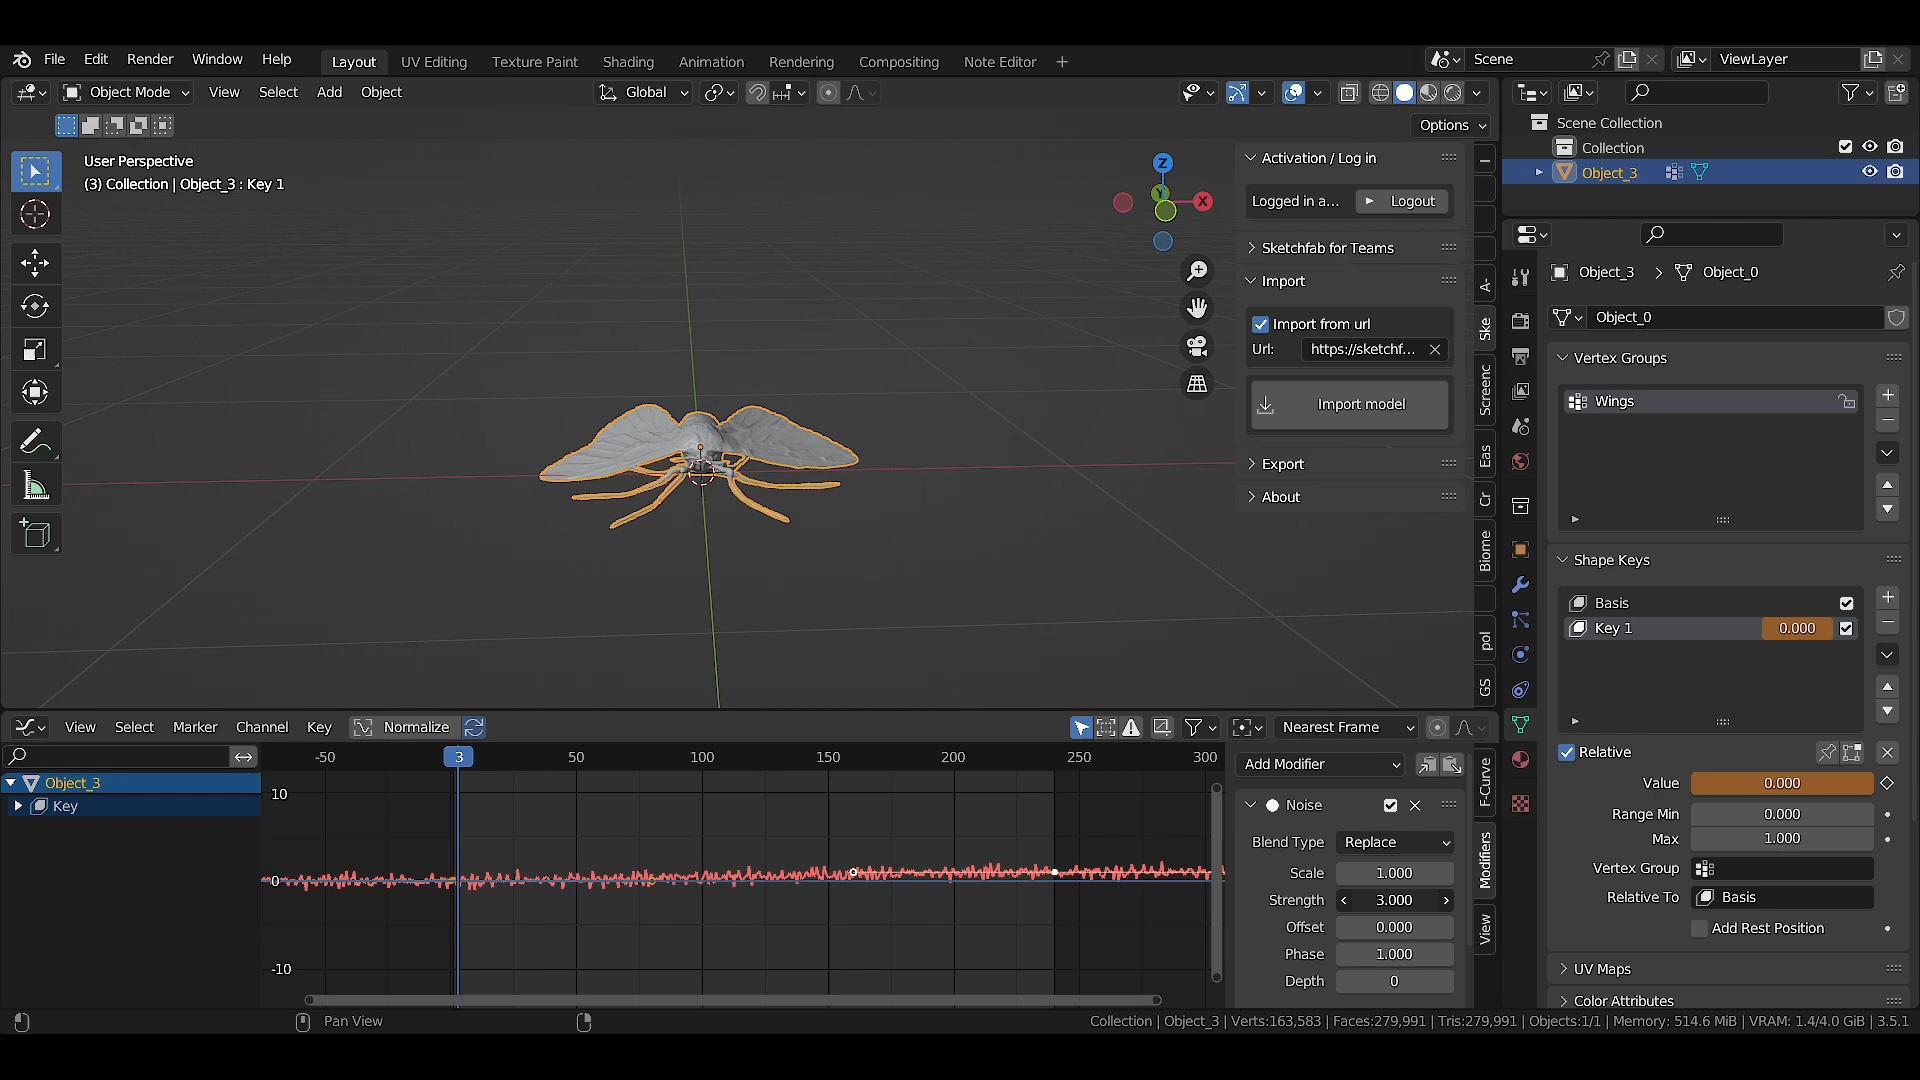 File Edit Render Window Help Layout UV Editing Texture Paint Shading Animation Rendering Compositing Note Editor + Scene ViewLayer
Object Mode View Select Add Object Global
Options
User Perspective
(3) Collection | Object_3 : Key 1
Z
Y
X
Activation / Log in
Logged in a... Logout
Sketchfab for Teams
Import
Import from url
Url: https://sketchf...
Import model
Export
About
A-
Ske
Screenc
Eas
Cr
Biome
pol
GS
Scene Collection
Collection
Object_3
Object_3 > Object_0
Object_0
Vertex Groups
Wings
Shape Keys
Basis
Key 1 0.000
Relative
Value 0.000
Range Min 0.000
Max 1.000
Vertex Group
Relative To Basis
Add Rest Position
UV Maps
Color Attributes
View Select Marker Channel Key Normalize Nearest Frame
-50 3 50 100 150 200 250 300
Object_3
Key
10
0
-10
Add Modifier
Noise
Blend Type Replace
Scale 1.000
Strength 3.000
Offset 0.000
Phase 1.000
Depth 0
F-Curve
Modifiers
View
Pan View
Collection | Object_3 | Verts:163,583 | Faces:279,991 | Tris:279,991 | Objects:1/1 | Memory: 514.6 MiB | VRAM: 1.4/4.0 GiB | 3.5.1